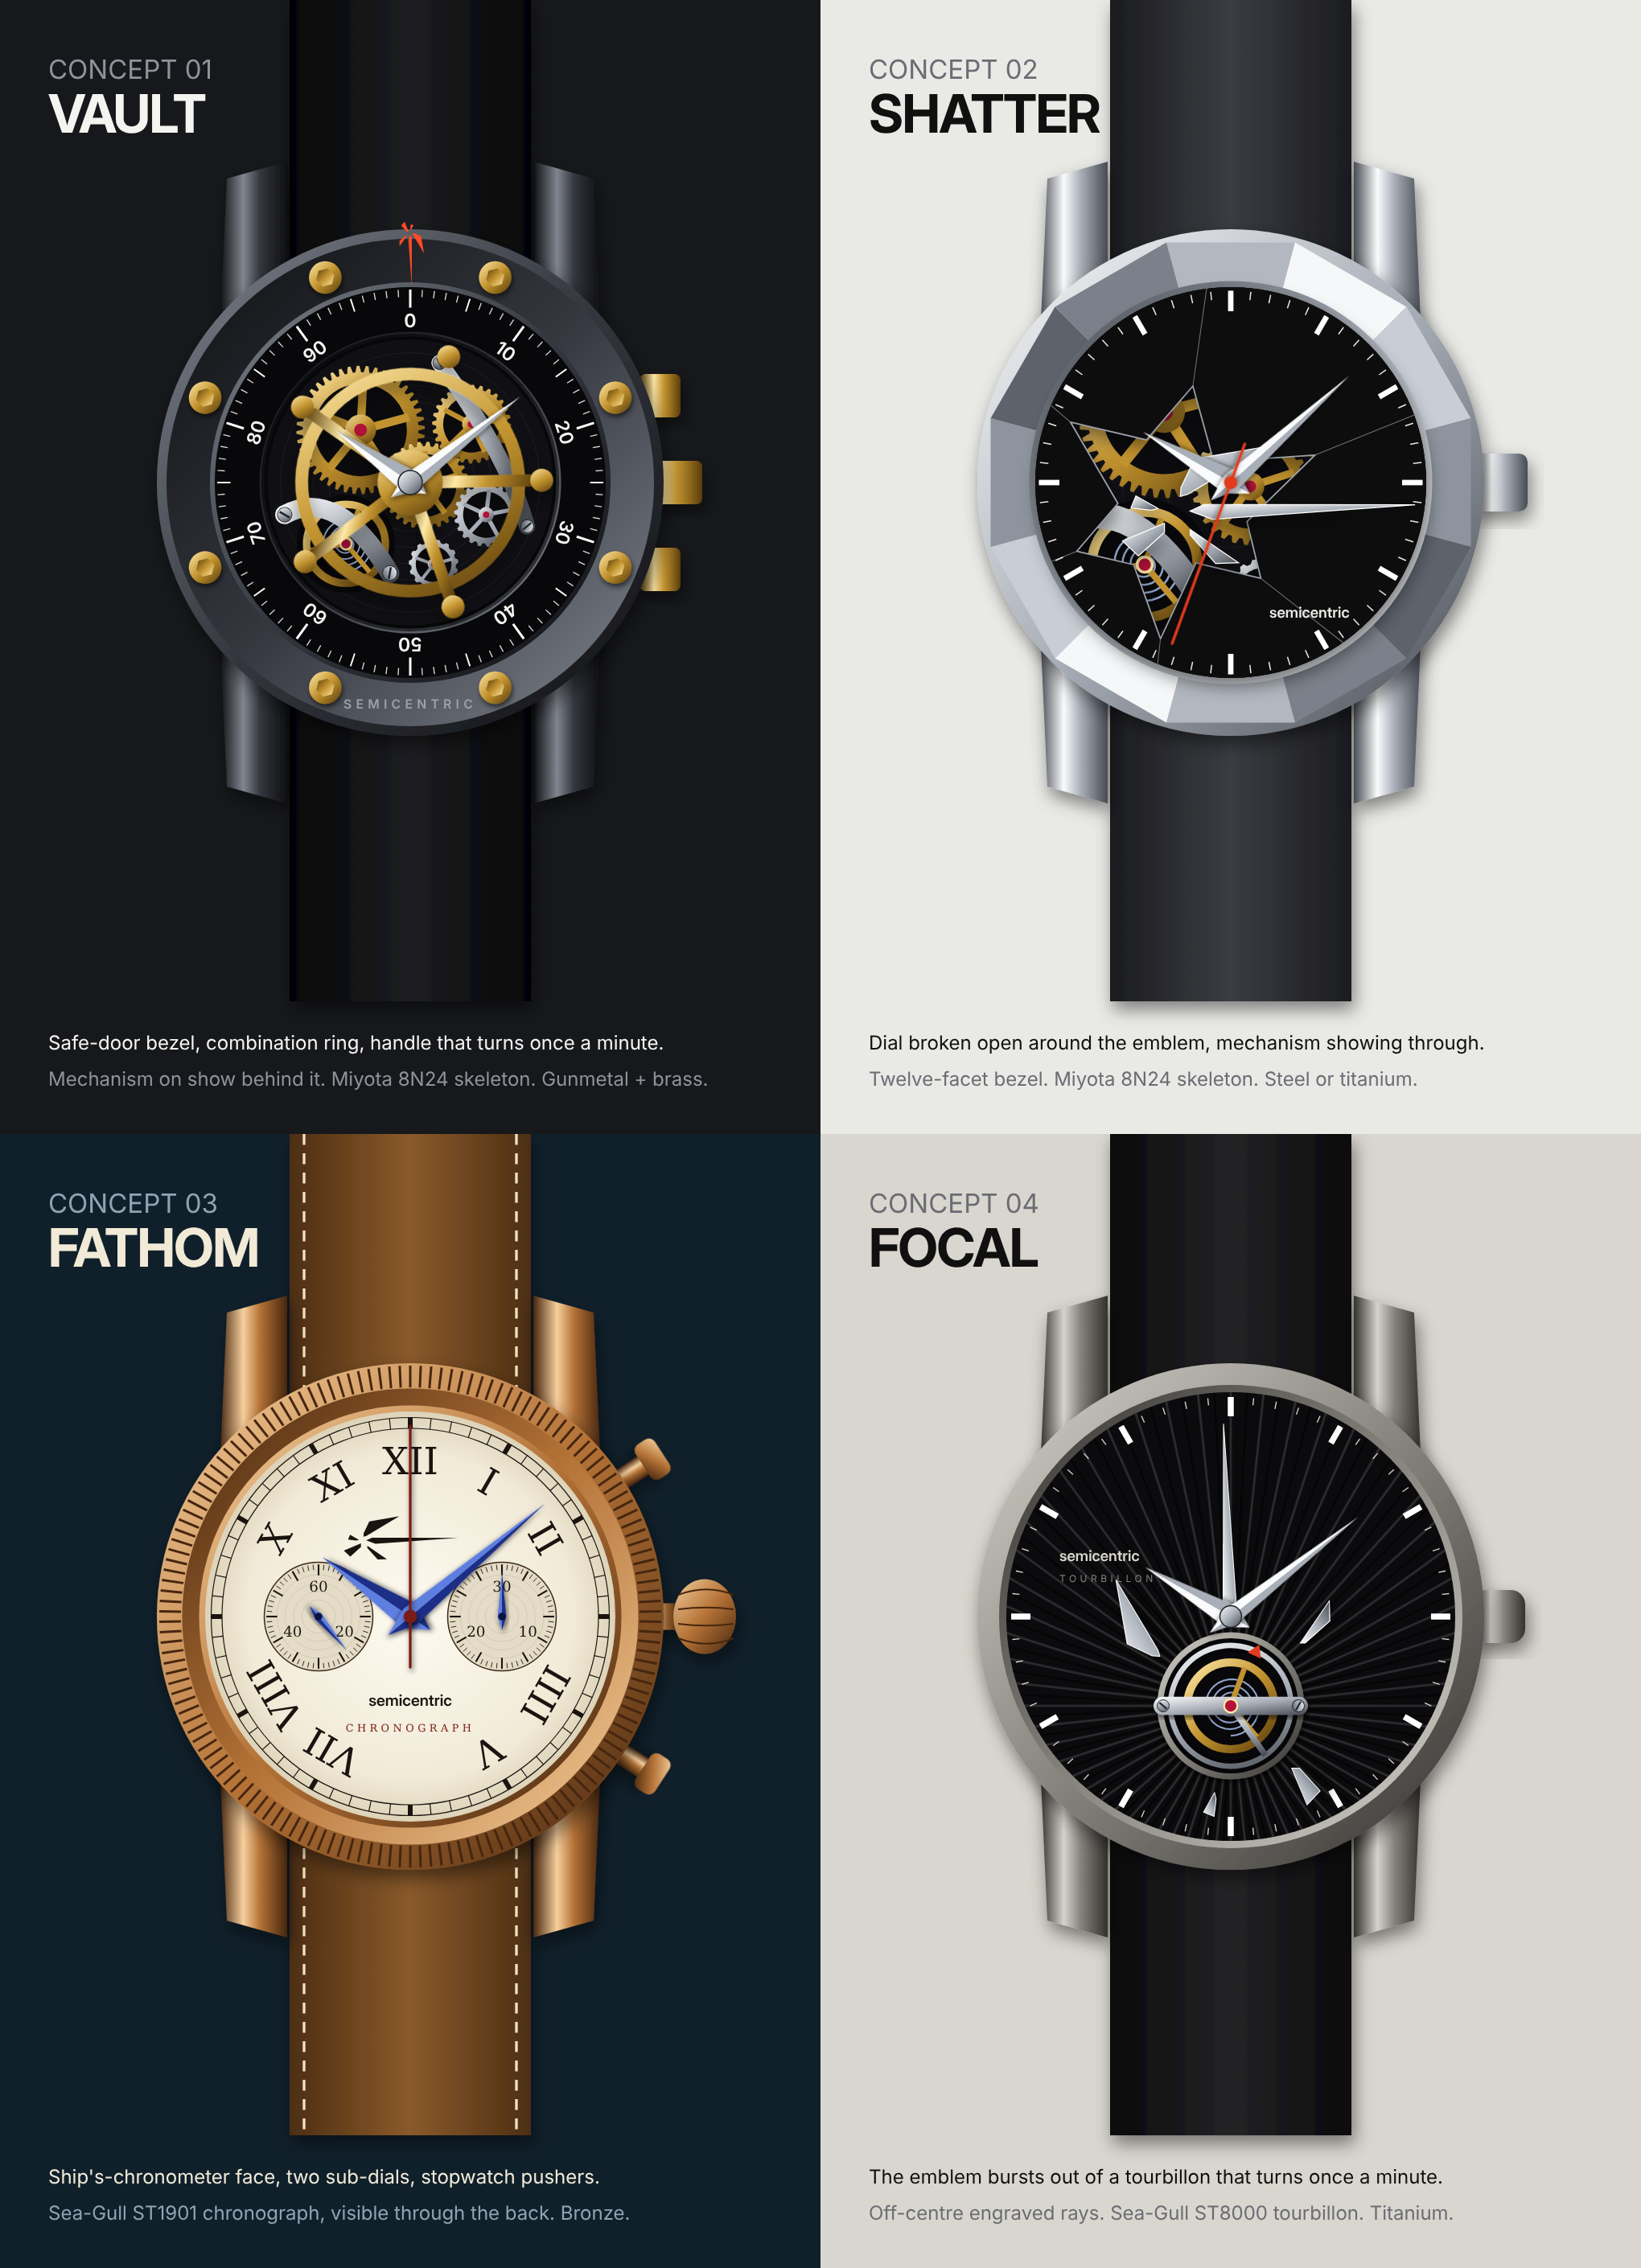 CONCEPT 01
VAULT
0
10
20
30
40
50
60
70
80
90
SEMICENTRIC
Safe-door bezel, combination ring, handle that turns once a minute.
Mechanism on show behind it. Miyota 8N24 skeleton. Gunmetal + brass.
CONCEPT 02
SHATTER
semicentric
Dial broken open around the emblem, mechanism showing through.
Twelve-facet bezel. Miyota 8N24 skeleton. Steel or titanium.
CONCEPT 03
FATHOM
XII
I
II
IIII
V
VII
VIII
X
XI
60
20
40
30
10
20
semicentric
CHRONOGRAPH
Ship's-chronometer face, two sub-dials, stopwatch pushers.
Sea-Gull ST1901 chronograph, visible through the back. Bronze.
CONCEPT 04
FOCAL
semicentric
TOURBILLON
The emblem bursts out of a tourbillon that turns once a minute.
Off-centre engraved rays. Sea-Gull ST8000 tourbillon. Titanium.